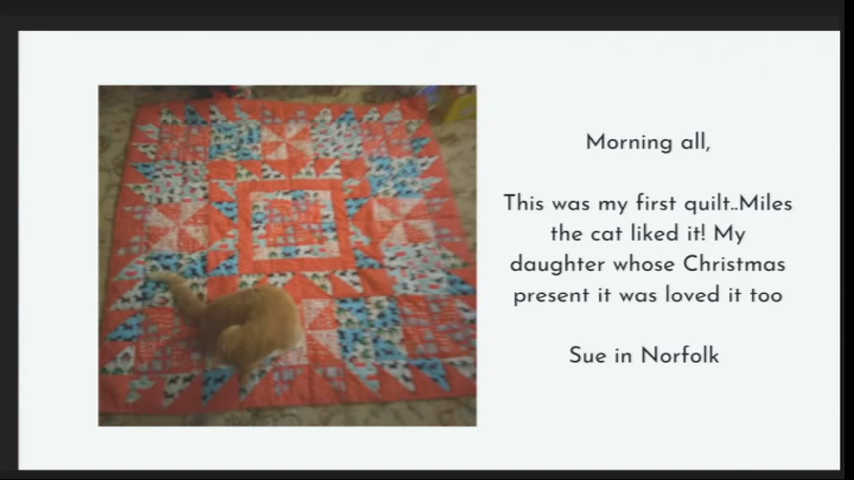 Morning all,
This was my first quilt..Miles
the cat liked it! My
daughter whose Christmas
present it was loved it too
Sue in Norfolk